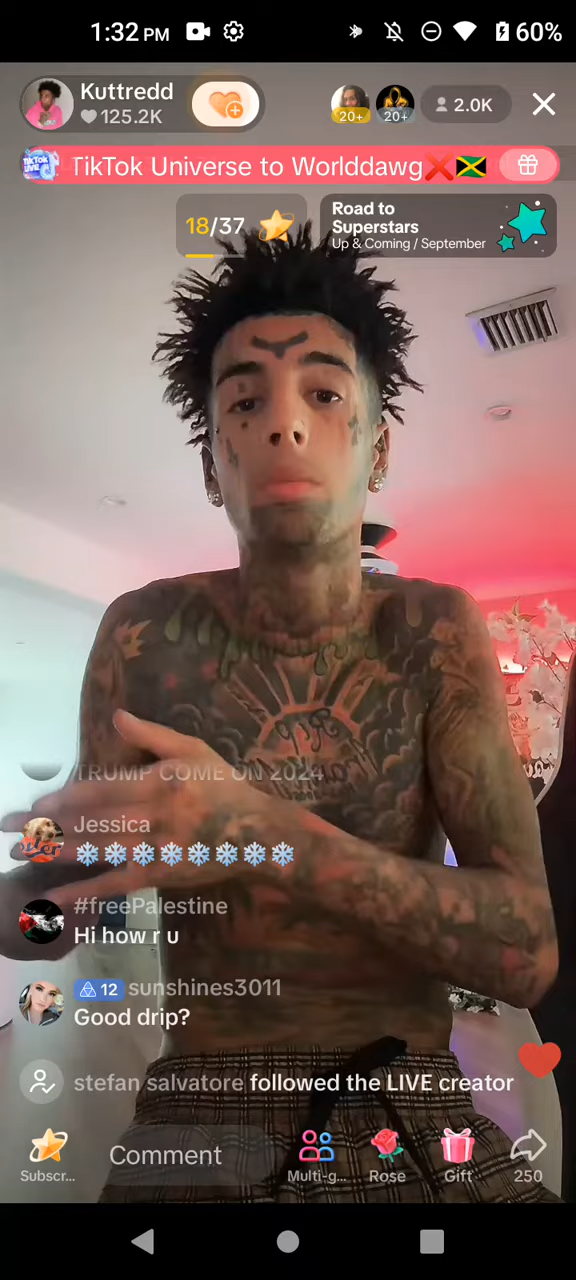 1:32 PM
60%
Kuttredd
125.2K
20+
20+
2.0K
TikTok LIVE
TikTok Universe to Worlddawg❌🇯🇲
18/37
Road to
Superstars
Up & Coming / September
TRUMP COME ON 2024
Jessica
❄❄❄❄❄❄❄❄
#freePalestine
Hi how r u
12 sunshines3011
Good drip?
stefan salvatore followed the LIVE creator
Comment
Subscr...
Multi-g...
Rose
Gift
250